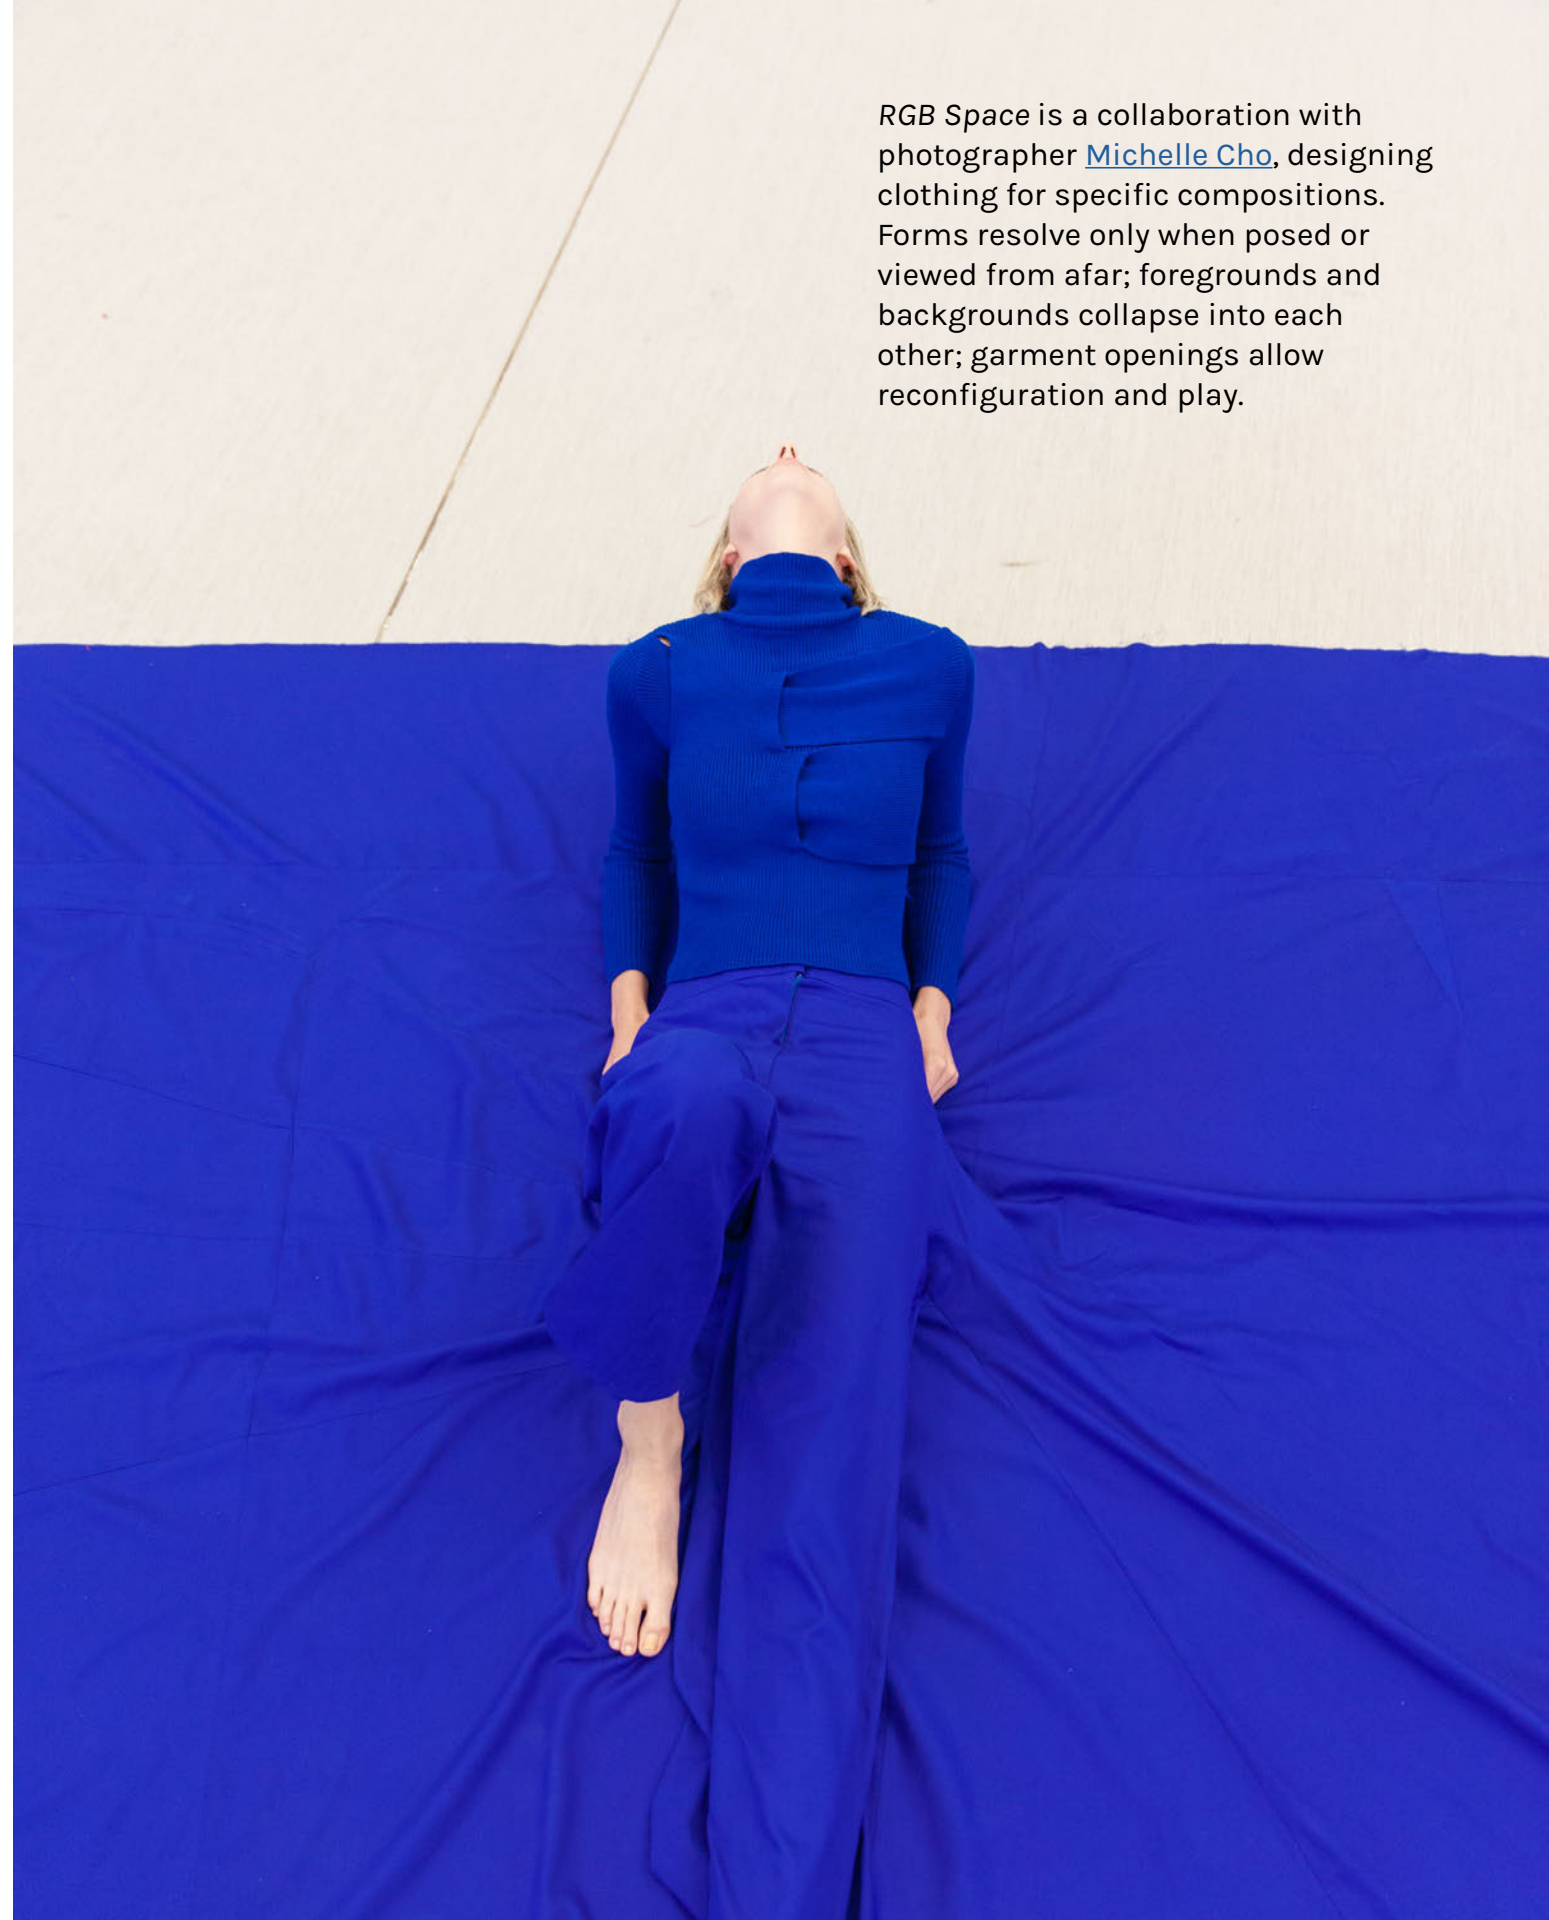 RGB Space is a collaboration with
photographer Michelle Cho, designing
clothing for specific compositions.
Forms resolve only when posed or
viewed from afar; foregrounds and
backgrounds collapse into each
other; garment openings allow
reconfiguration and play.